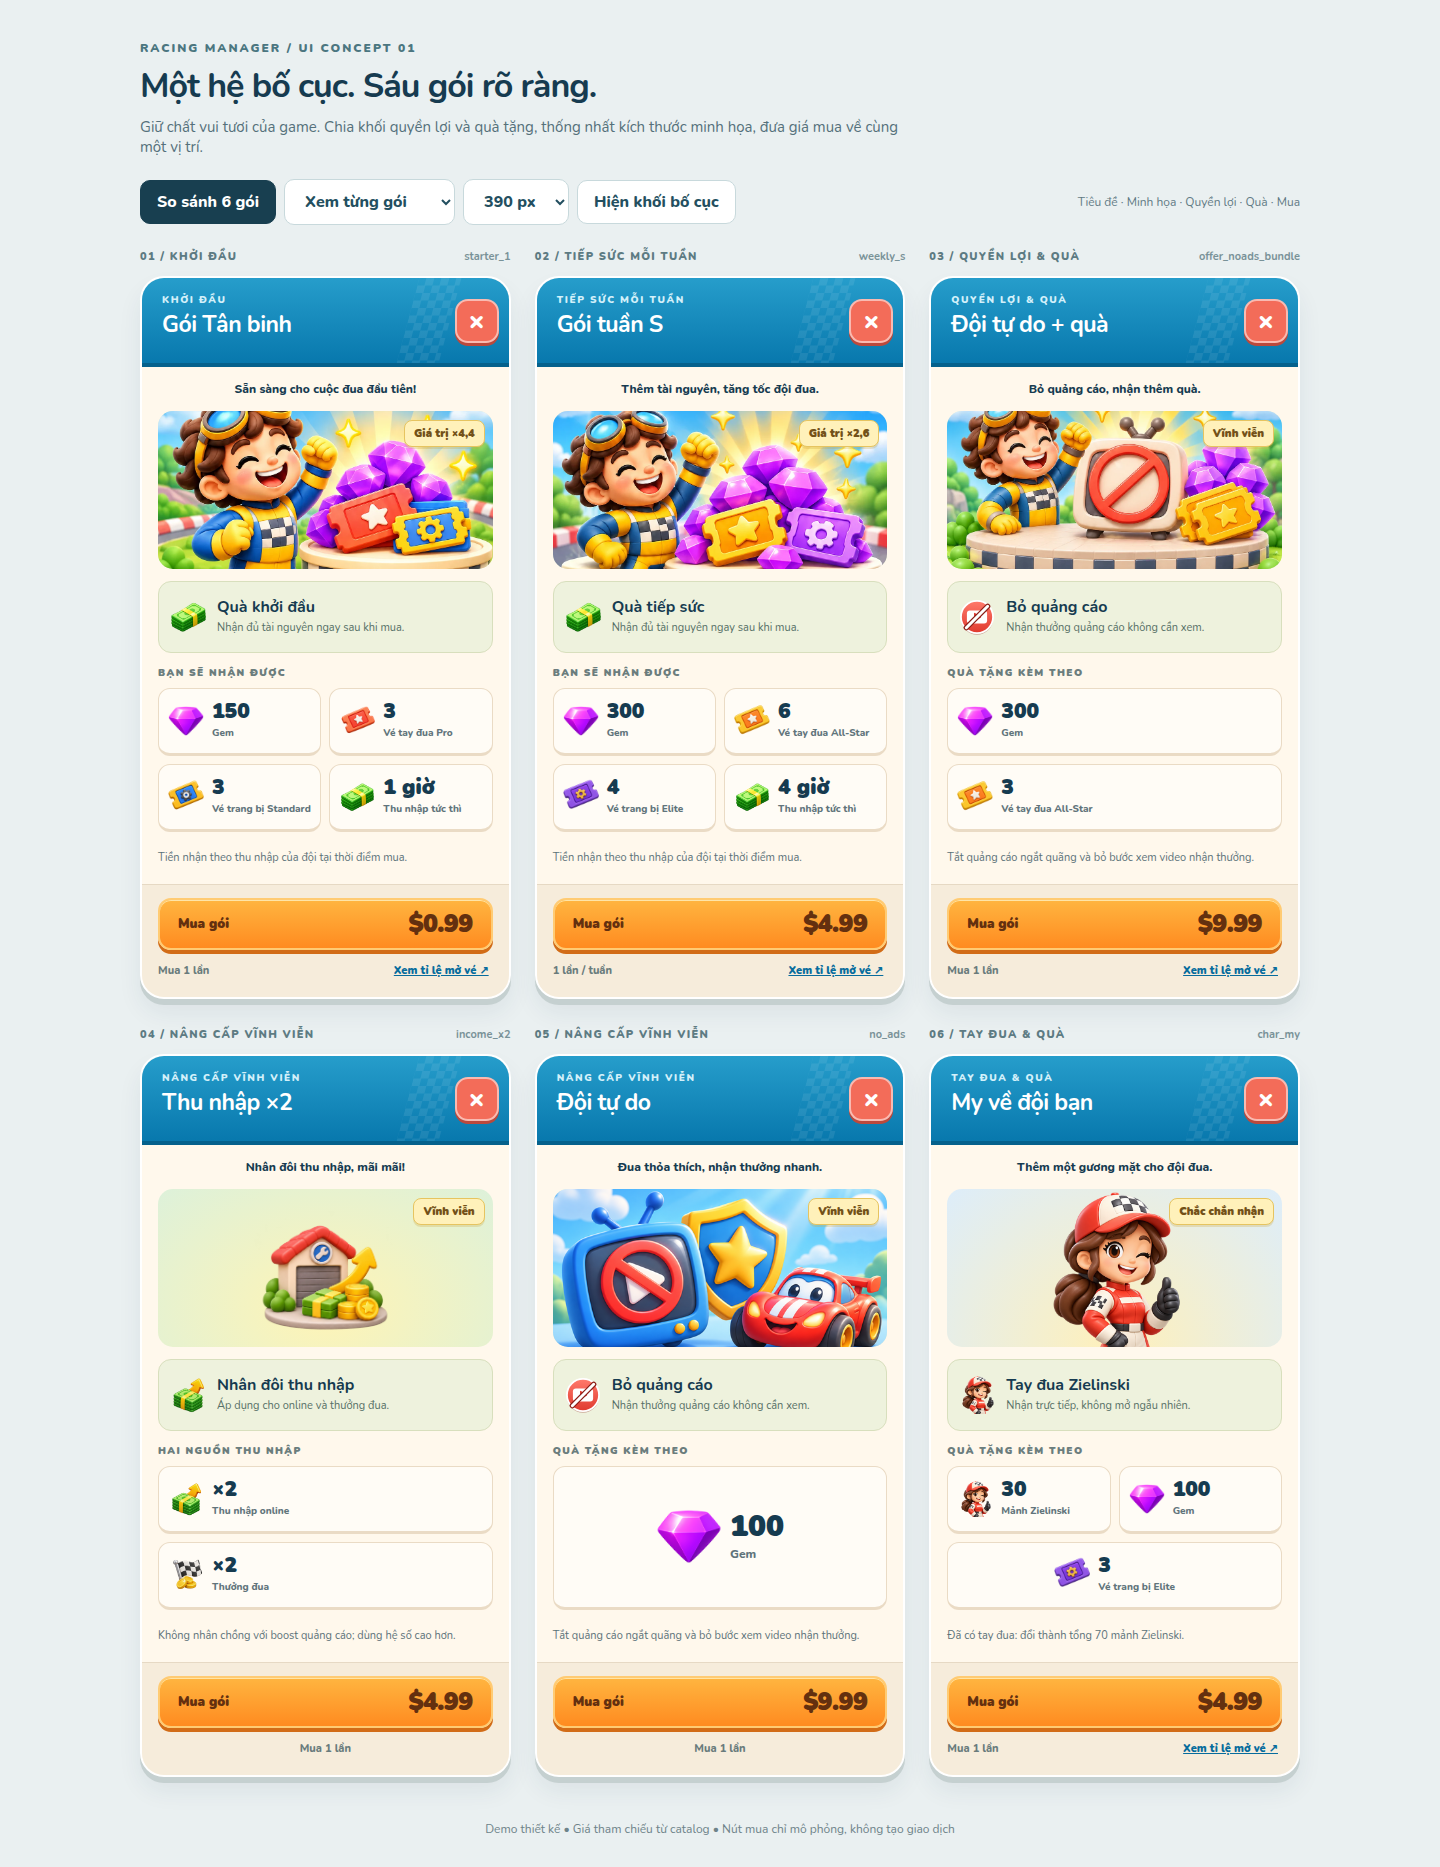 RACING MANAGER / UI CONCEPT 01
Một hệ bố cục. Sáu gói rõ ràng.
Giữ chất vui tươi của game. Chia khối quyền lợi và quà tặng, thống nhất kích thước minh họa, đưa giá mua về cùng
một vị trí.
So sánh 6 gói
Xem từng gói
390 px
Hiện khối bố cục
Tiêu đề · Minh họa · Quyền lợi · Quà · Mua
01 / KHỞI ĐẦU
starter_1
KHỞI ĐẦU
Gói Tân binh
×
Sẵn sàng cho cuộc đua đầu tiên!
Giá trị ×4,4
Quà khởi đầu
Nhận đủ tài nguyên ngay sau khi mua.
BẠN SẼ NHẬN ĐƯỢC
150
Gem
3
Vé tay đua Pro
3
Vé trang bị Standard
1 giờ
Thu nhập tức thì
Tiền nhận theo thu nhập của đội tại thời điểm mua.
Mua gói
$0.99
Mua 1 lần
Xem tỉ lệ mở vé ↗
02 / TIẾP SỨC MỖI TUẦN
weekly_s
TIẾP SỨC MỖI TUẦN
Gói tuần S
×
Thêm tài nguyên, tăng tốc đội đua.
Giá trị ×2,6
Quà tiếp sức
Nhận đủ tài nguyên ngay sau khi mua.
BẠN SẼ NHẬN ĐƯỢC
300
Gem
6
Vé tay đua All-Star
4
Vé trang bị Elite
4 giờ
Thu nhập tức thì
Tiền nhận theo thu nhập của đội tại thời điểm mua.
Mua gói
$4.99
1 lần / tuần
Xem tỉ lệ mở vé ↗
03 / QUYỀN LỢI & QUÀ
offer_noads_bundle
QUYỀN LỢI & QUÀ
Đội tự do + quà
×
Bỏ quảng cáo, nhận thêm quà.
Vĩnh viễn
Bỏ quảng cáo
Nhận thưởng quảng cáo không cần xem.
QUÀ TẶNG KÈM THEO
300
Gem
3
Vé tay đua All-Star
Tắt quảng cáo ngắt quãng và bỏ bước xem video nhận thưởng.
Mua gói
$9.99
Mua 1 lần
Xem tỉ lệ mở vé ↗
04 / NÂNG CẤP VĨNH VIỄN
income_x2
NÂNG CẤP VĨNH VIỄN
Thu nhập ×2
×
Nhân đôi thu nhập, mãi mãi!
Vĩnh viễn
Nhân đôi thu nhập
Áp dụng cho online và thưởng đua.
HAI NGUỒN THU NHẬP
×2
Thu nhập online
×2
Thưởng đua
Không nhân chồng với boost quảng cáo; dùng hệ số cao hơn.
Mua gói
$4.99
Mua 1 lần
05 / NÂNG CẤP VĨNH VIỄN
no_ads
NÂNG CẤP VĨNH VIỄN
Đội tự do
×
Đua thỏa thích, nhận thưởng nhanh.
Vĩnh viễn
Bỏ quảng cáo
Nhận thưởng quảng cáo không cần xem.
QUÀ TẶNG KÈM THEO
100
Gem
Tắt quảng cáo ngắt quãng và bỏ bước xem video nhận thưởng.
Mua gói
$9.99
Mua 1 lần
06 / TAY ĐUA & QUÀ
char_my
TAY ĐUA & QUÀ
My về đội bạn
×
Thêm một gương mặt cho đội đua.
Chắc chắn nhận
Tay đua Zielinski
Nhận trực tiếp, không mở ngẫu nhiên.
QUÀ TẶNG KÈM THEO
30
Mảnh Zielinski
100
Gem
3
Vé trang bị Elite
Đã có tay đua: đổi thành tổng 70 mảnh Zielinski.
Mua gói
$4.99
Mua 1 lần
Xem tỉ lệ mở vé ↗
Demo thiết kế • Giá tham chiếu từ catalog • Nút mua chỉ mô phỏng, không tạo giao dịch